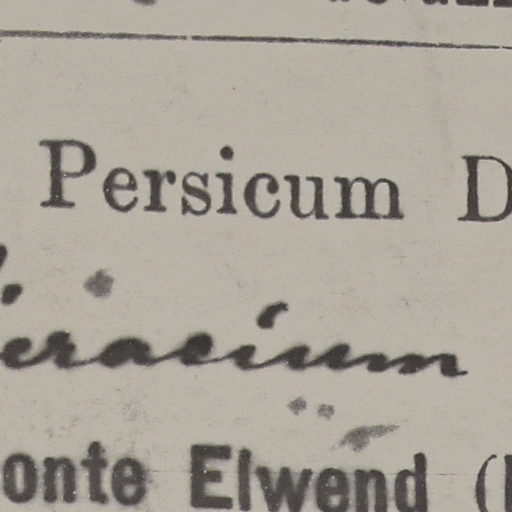 Persicum D
eracium
onte Elwend (